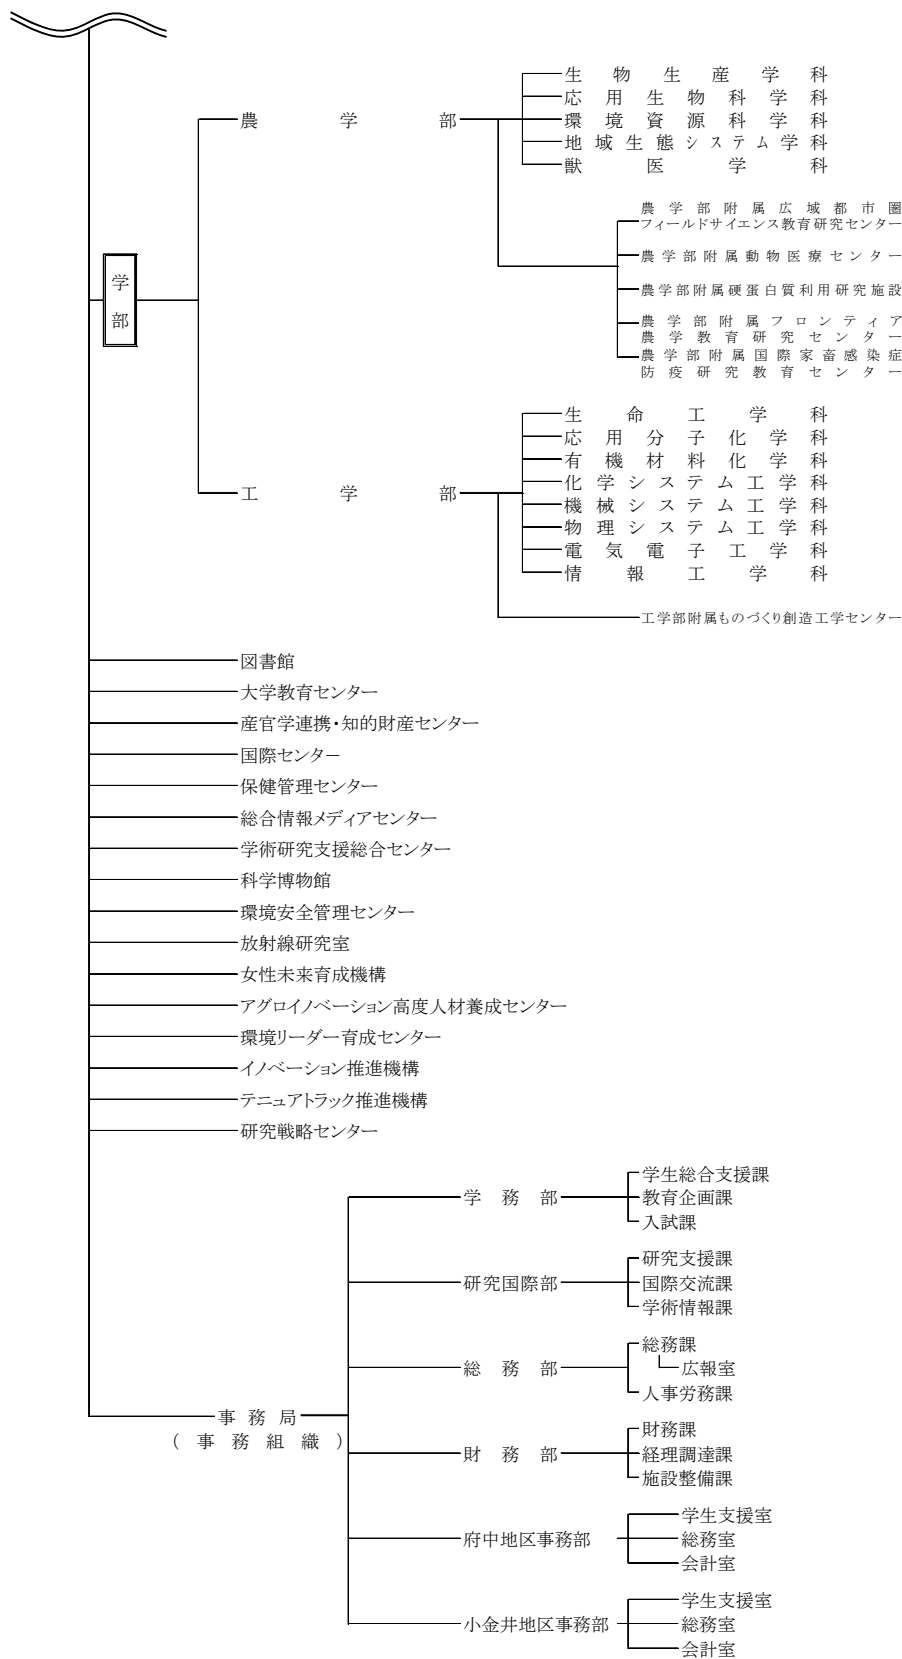 学部
農学部
生物生産学科
応用生物科学科
環境資源科学科
地域生態システム学科
獣医学科
農学部附属広域都市圏
フィールドサイエンス教育研究センター
農学部附属動物医療センター
農学部附属硬蛋白質利用研究施設
農学部附属フロンティア
農学教育研究センター
農学部附属国際家畜感染症
防疫研究教育センター
工学部
生命工学科
応用分子化学科
有機材料化学科
化学システム工学科
機械システム工学科
物理システム工学科
電気電子工学科
情報工学科
工学部附属ものづくり創造工学センター
図書館
大学教育センター
産官学連携・知的財産センター
国際センター
保健管理センター
総合情報メディアセンター
学術研究支援総合センター
科学博物館
環境安全管理センター
放射線研究室
女性未来育成機構
アグロイノベーション高度人材養成センター
環境リーダー育成センター
イノベーション推進機構
テニュアトラック推進機構
研究戦略センター
事務局
(事務組織)
学務部
学生総合支援課
教育企画課
入試課
研究国際部
研究支援課
国際交流課
学術情報課
総務部
総務課
広報室
人事労務課
財務部
財務課
経理調達課
施設整備課
府中地区事務部
学生支援室
総務室
会計室
小金井地区事務部
学生支援室
総務室
会計室